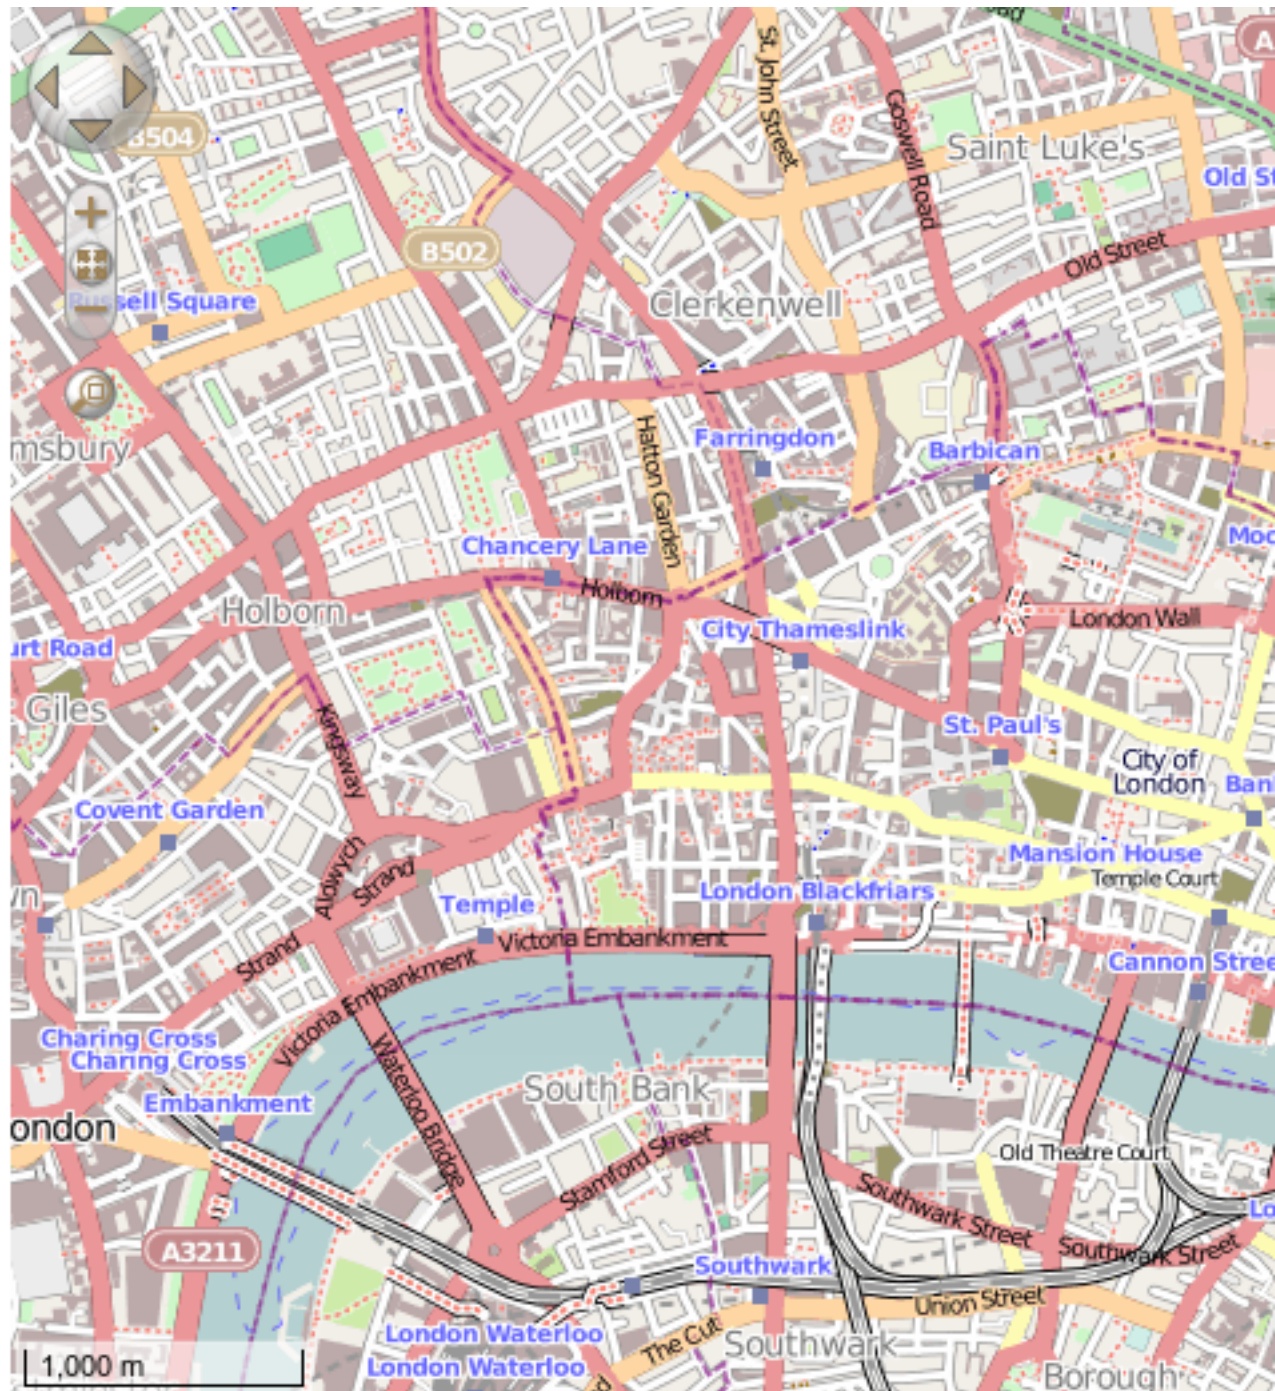 A
St. John Street
Goswell Road
B504
Saint Luke's
Old St
B502
Old Street
Russell Square
Clerkenwell
Hatton Garden
Farringdon
Barbican
msbury
Moo
Chancery Lane
Holborn
Holborn
London Wall
City Thameslink
urt Road
Giles
Kingsway
St. Paul's
City of
London
Covent Garden
Ban
Aldwych
Strand
Mansion House
Temple Court
wn
Temple
London Blackfriars
Strand
Victoria Embankment
Victoria Embankment
Cannon Stree
Charing Cross
Charing Cross
Waterloo Bridge
South Bank
Embankment
ondon
Stamford Street
Old Theatre Court
Southwark Street
Southwark Street
Lo
A3211
Southwark
Union Street
The Cut
London Waterloo
Southwark
London Waterloo
1,000 m
Borough